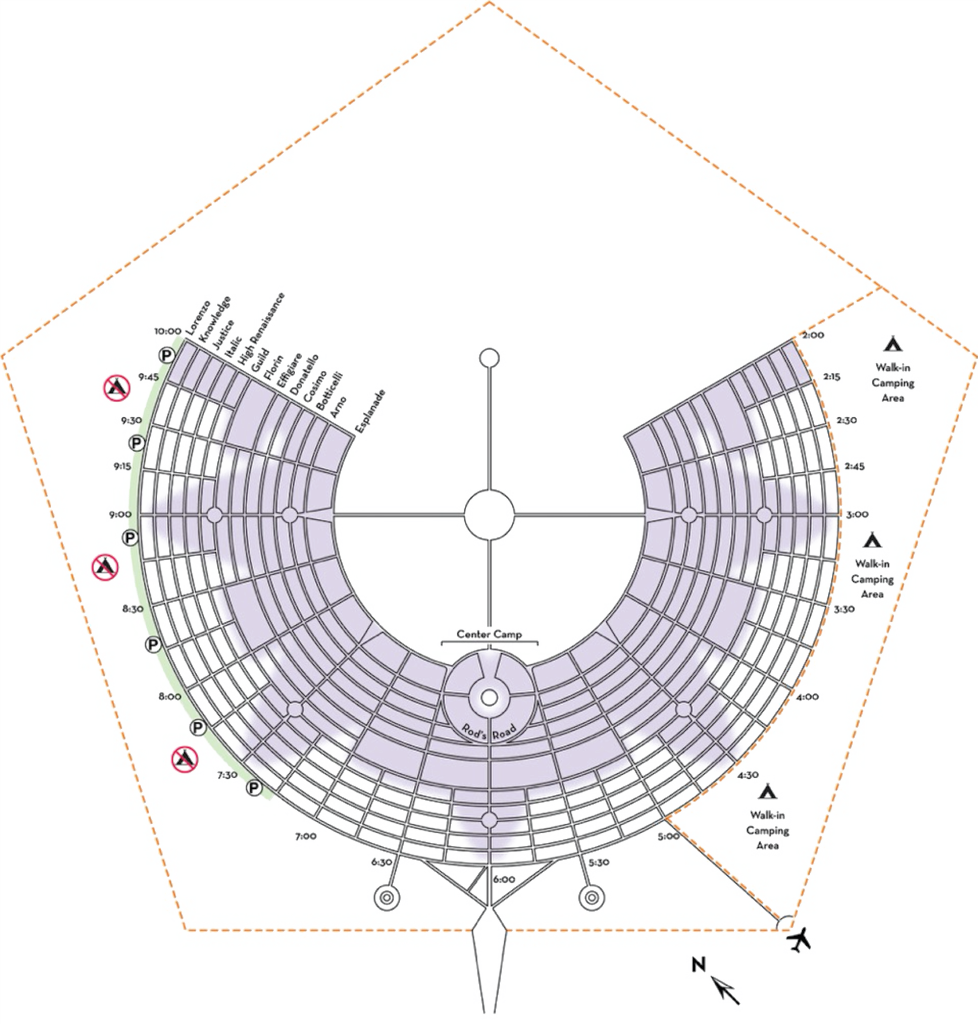 Lorenzo
Knowledge
Justice
Italic
High Renaissance
Guild
Florin
Effigiare
Donatello
Cosimo
Botticelli
Arno
Esplanade
10:00
P
9:45
9:30
P
9:15
9:00
P
8:30
P
8:00
P
7:30
P
7:00
6:30
6:00
5:30
5:00
4:30
4:00
3:30
3:00
2:45
2:30
2:15
2:00
Walk-in
Camping
Area
Walk-in
Camping
Area
Walk-in
Camping
Area
Center Camp
Rod's Road
N